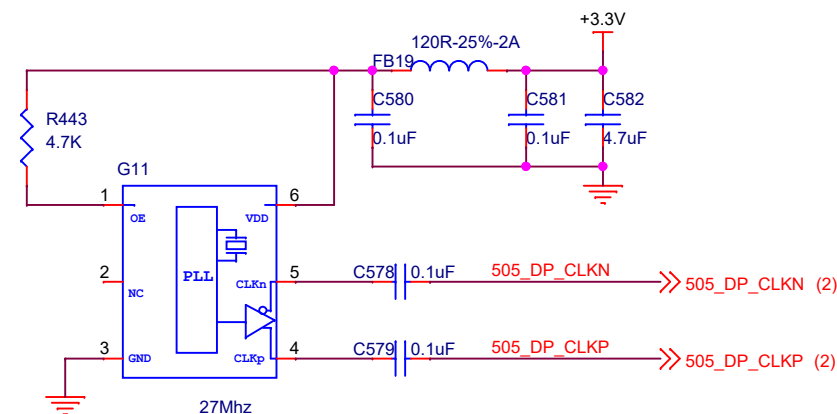 +3.3V
120R-25%-2A
FB19
R443
4.7K
C580
0.1uF
C581
0.1uF
C582
4.7uF
G11
1
OE
6
VDD
2
NC
PLL
5
CLKn
C578
0.1uF
505_DP_CLKN
505_DP_CLKN (2)
3
GND
4
CLKp
C579
0.1uF
505_DP_CLKP
505_DP_CLKP (2)
27Mhz